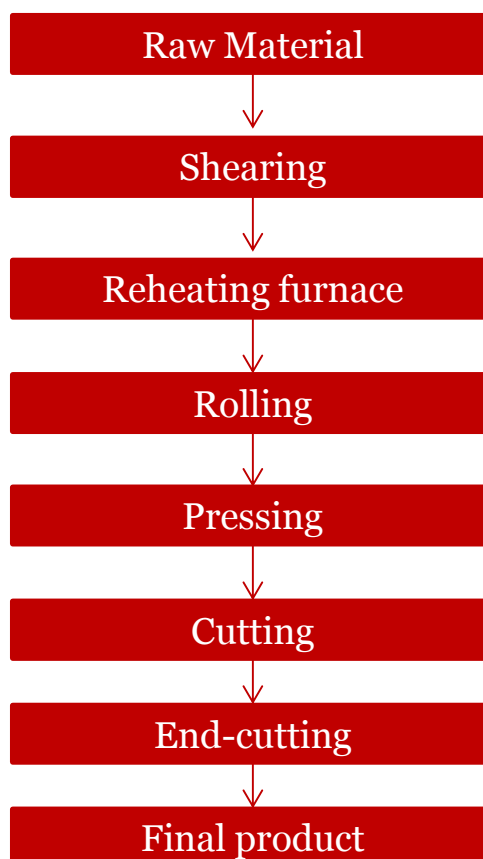 Raw Material
Shearing
Reheating furnace
Rolling
Pressing
Cutting
End-cutting
Final product